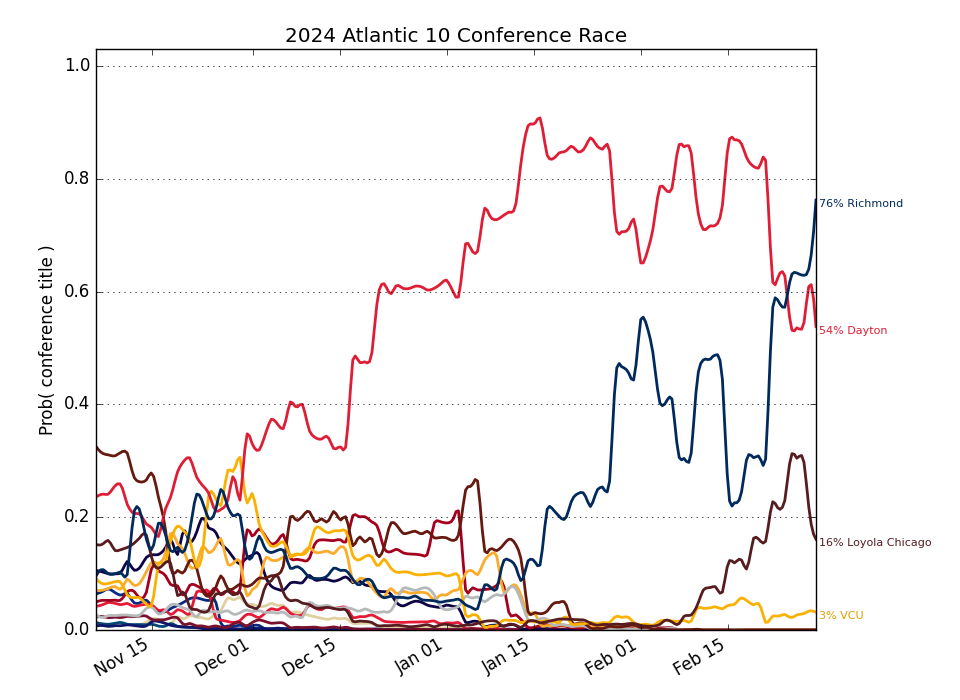 2024 Atlantic 10 Conference Race
Prob( conference title )
1.0
0.8
0.6
0.4
0.2
0.0
76% Richmond
54% Dayton
16% Loyola Chicago
3% VCU
Nov 15
Dec 01
Dec 15
Jan 01
Jan 15
Feb 01
Feb 15